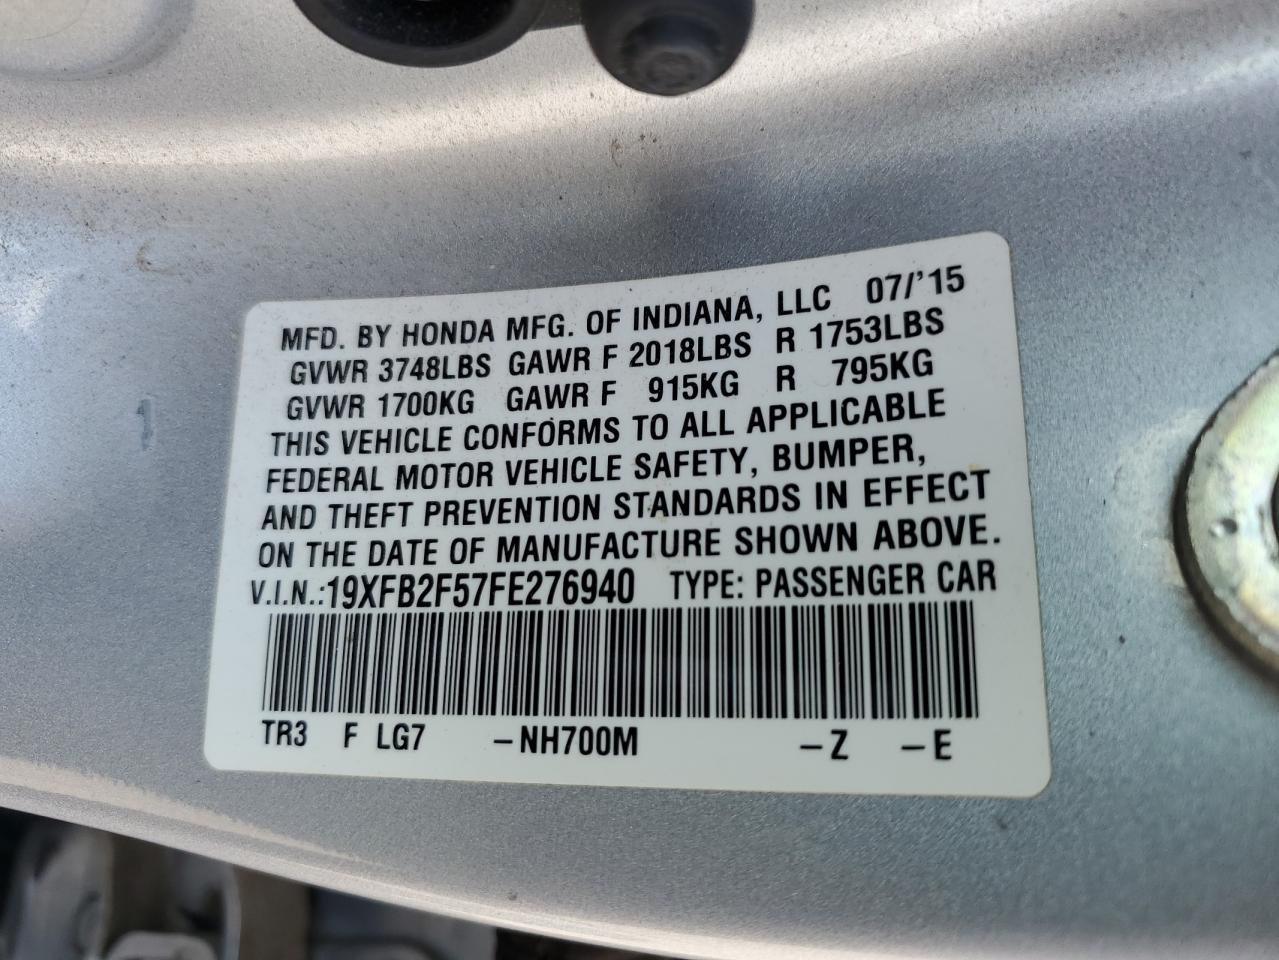 MFD. BY HONDA MFG. OF INDIANA, LLC 07/'15
GVWR 3748LBS GAWR F 2018LBS R 1753LBS
GVWR 1700KG GAWR F 915KG R 795KG
THIS VEHICLE CONFORMS TO ALL APPLICABLE
FEDERAL MOTOR VEHICLE SAFETY, BUMPER,
AND THEFT PREVENTION STANDARDS IN EFFECT
ON THE DATE OF MANUFACTURE SHOWN ABOVE.
V.I.N.:19XFB2F57FE276940 TYPE: PASSENGER CAR
TR3 F LG7 -NH700M -Z -E